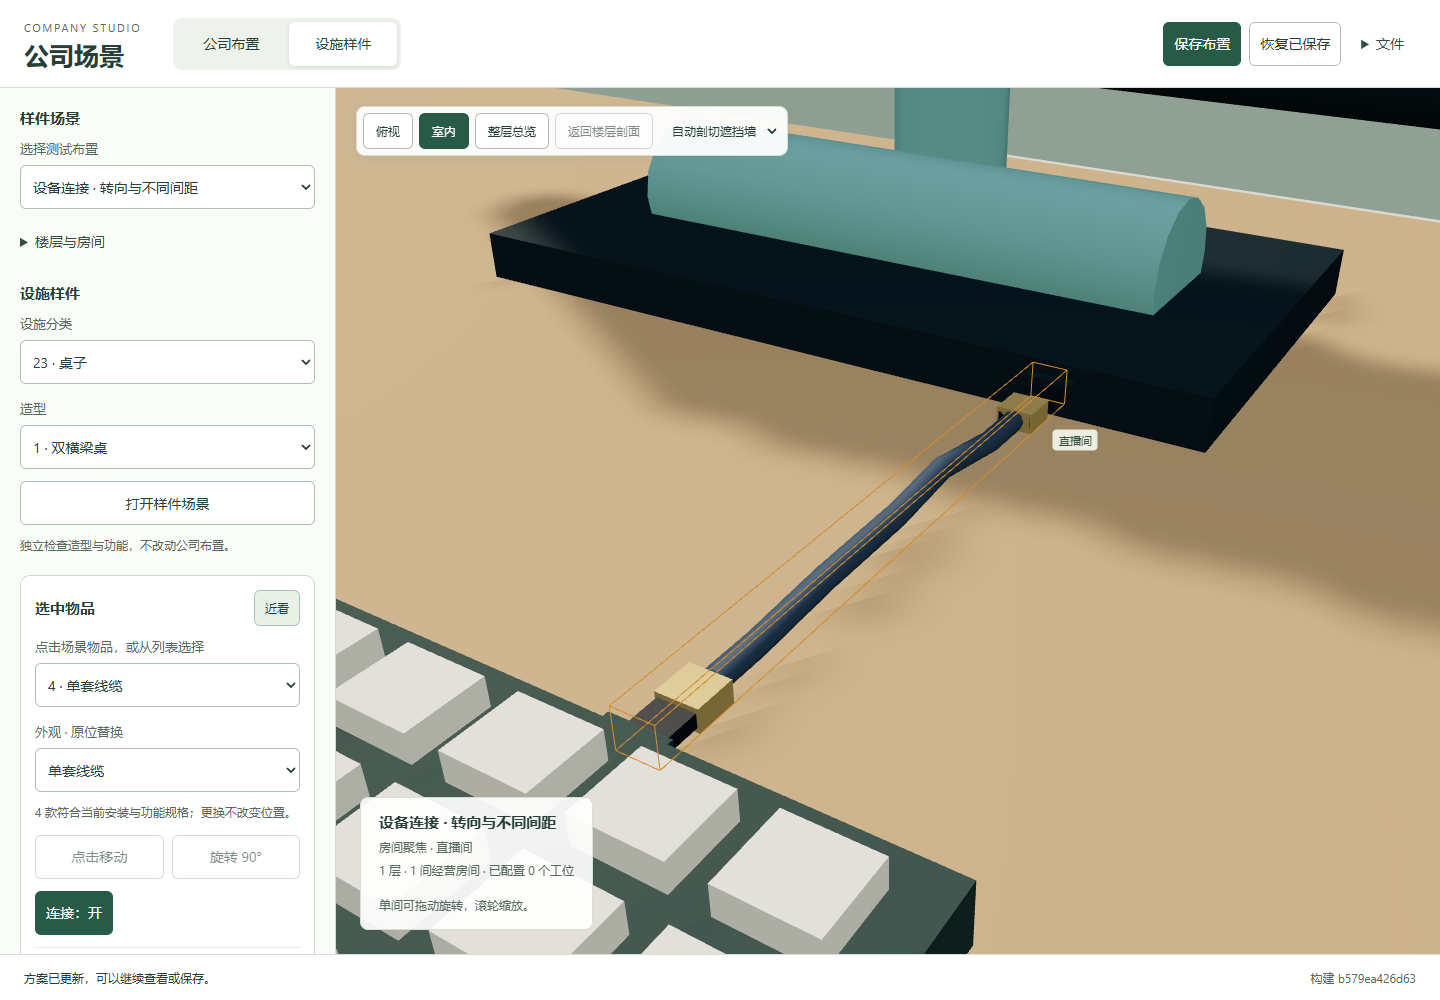 COMPANY STUDIO
公司场景
公司布置
设施样件
保存布置
恢复已保存
▶ 文件
样件场景
选择测试布置
设备连接 · 转向与不同间距
▶ 楼层与房间
设施样件
设施分类
23 · 桌子
造型
1 · 双横梁桌
打开样件场景
独立检查造型与功能，不改动公司布置。
选中物品
近看
点击场景物品，或从列表选择
4 · 单套线缆
外观 · 原位替换
单套线缆
4 款符合当前安装与功能规格；更换不改变位置。
点击移动
旋转 90°
连接：开
俯视
室内
整层总览
返回楼层剖面
自动剖切遮挡墙
直播间
设备连接 · 转向与不同间距
房间聚焦 · 直播间
1 层 · 1 间经营房间 · 已配置 0 个工位
单间可拖动旋转，滚轮缩放。
方案已更新，可以继续查看或保存。
构建 b579ea426d63